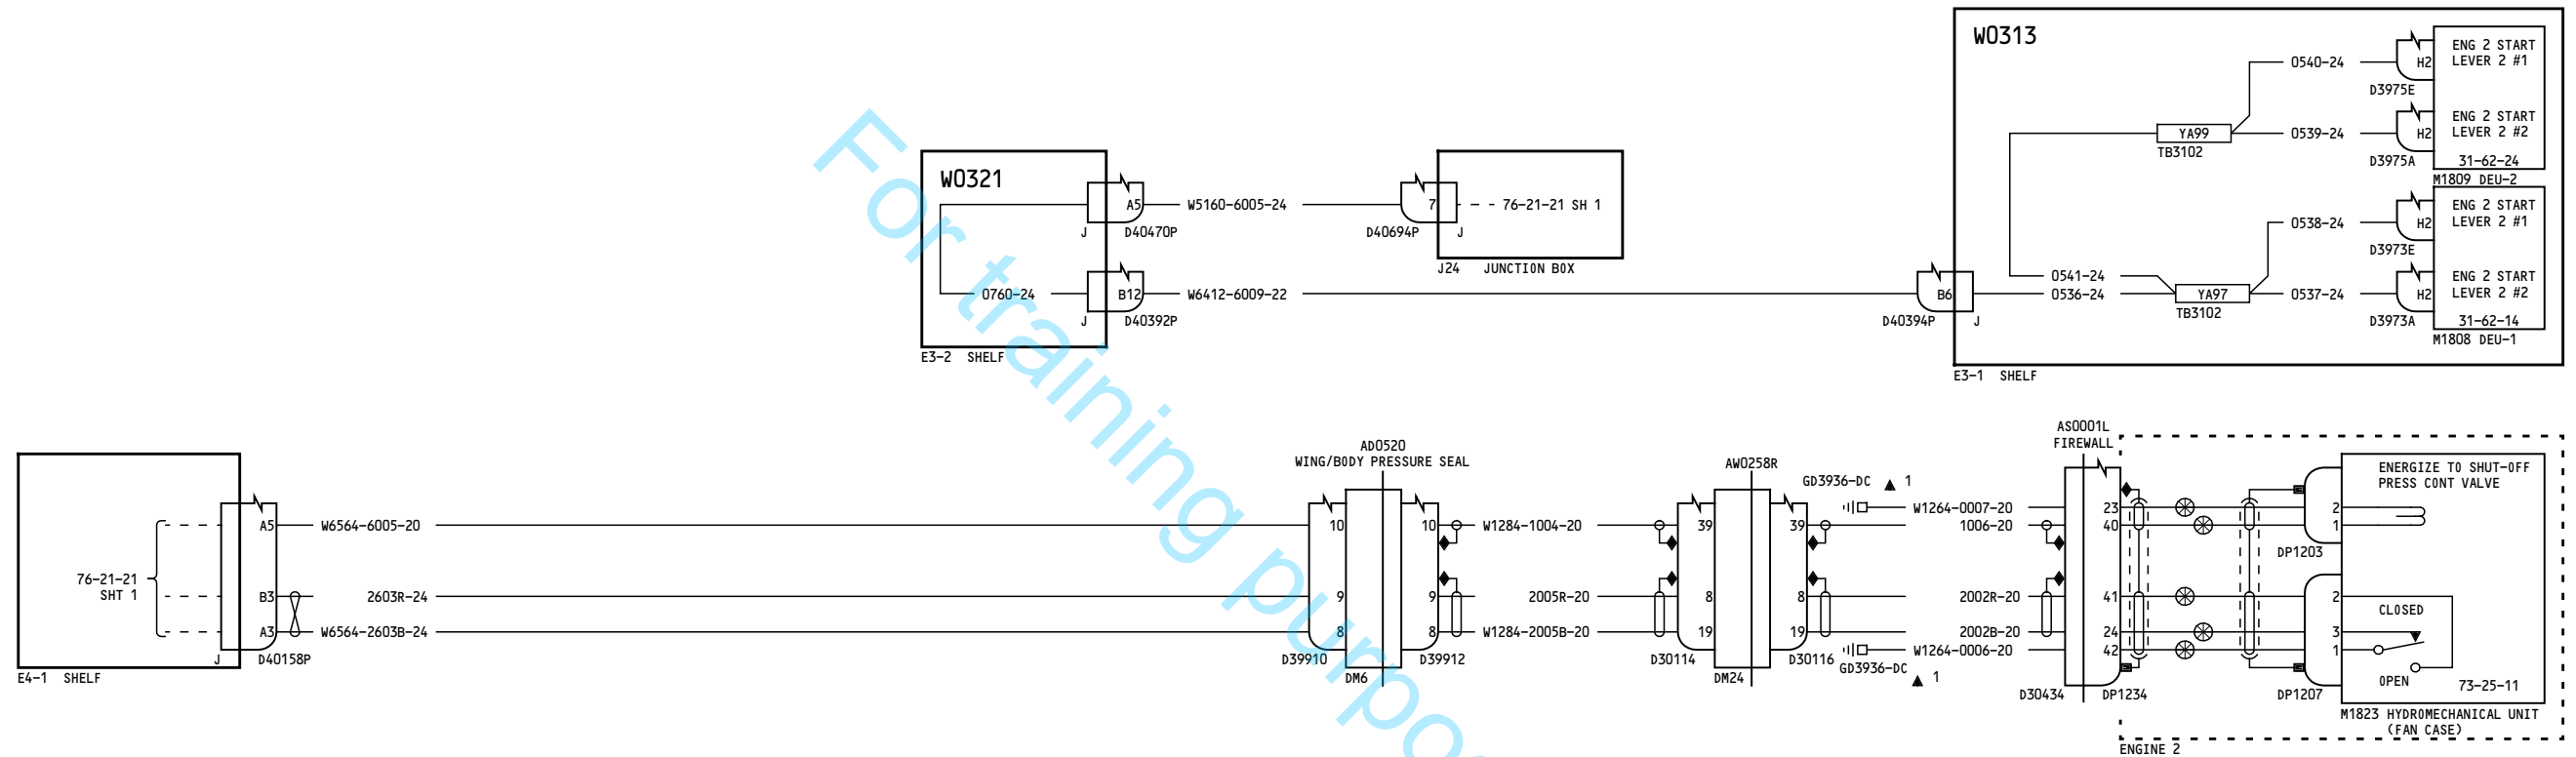 W0313
0540-24
H2
ENG 2 START
LEVER 2 #1
D3975E
YA99
TB3102
0539-24
H2
ENG 2 START
LEVER 2 #2
D3975A
31-62-24
M1809 DEU-2
0538-24
H2
ENG 2 START
LEVER 2 #1
D3973E
0541-24
0536-24
YA97
TB3102
0537-24
H2
ENG 2 START
LEVER 2 #2
D3973A
31-62-14
M1808 DEU-1
B6
D40394P
J
E3-1 SHELF
W0321
A5
W5160-6005-24
7
76-21-21 SH 1
J
D40470P
D40694P
J
J24 JUNCTION BOX
0760-24
B12
W6412-6009-22
J
D40392P
E3-2 SHELF
76-21-21
SHT 1
A5
W6564-6005-20
B3
2603R-24
A3
W6564-2603B-24
J
D40158P
E4-1 SHELF
AD0520
WING/BODY PRESSURE SEAL
10
10
9
9
8
8
D39910
D39912
DM6
W1284-1004-20
2005R-20
W1284-2005B-20
AW0258R
39
39
8
8
19
19
D30114
D30116
DM24
GD3936-DC 1
W1264-0007-20
1006-20
2002R-20
2002B-20
W1264-0006-20
GD3936-DC 1
AS0001L
FIREWALL
23
40
41
24
42
D30434
DP1234
2
1
DP1203
ENERGIZE TO SHUT-OFF
PRESS CONT VALVE
2
3
1
CLOSED
OPEN
DP1207
73-25-11
M1823 HYDROMECHANICAL UNIT
(FAN CASE)
ENGINE 2
For training purpo